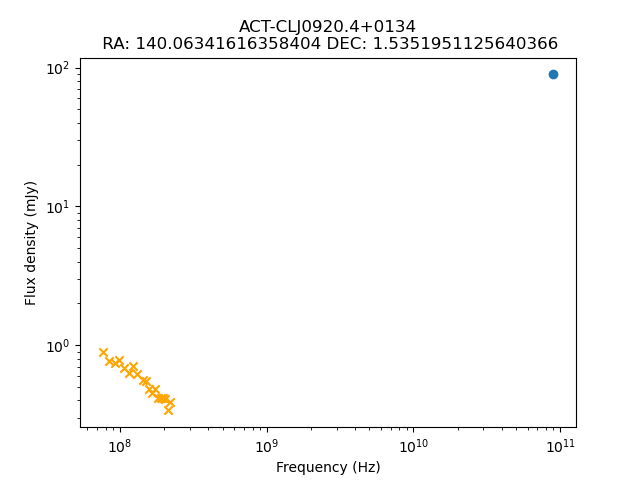 ACT-CLJ0920.4+0134
RA: 140.06341616358404 DEC: 1.5351951125640366
Flux density (mJy)
10²
10¹
10⁰
10⁸
10⁹
10¹⁰
10¹¹
Frequency (Hz)